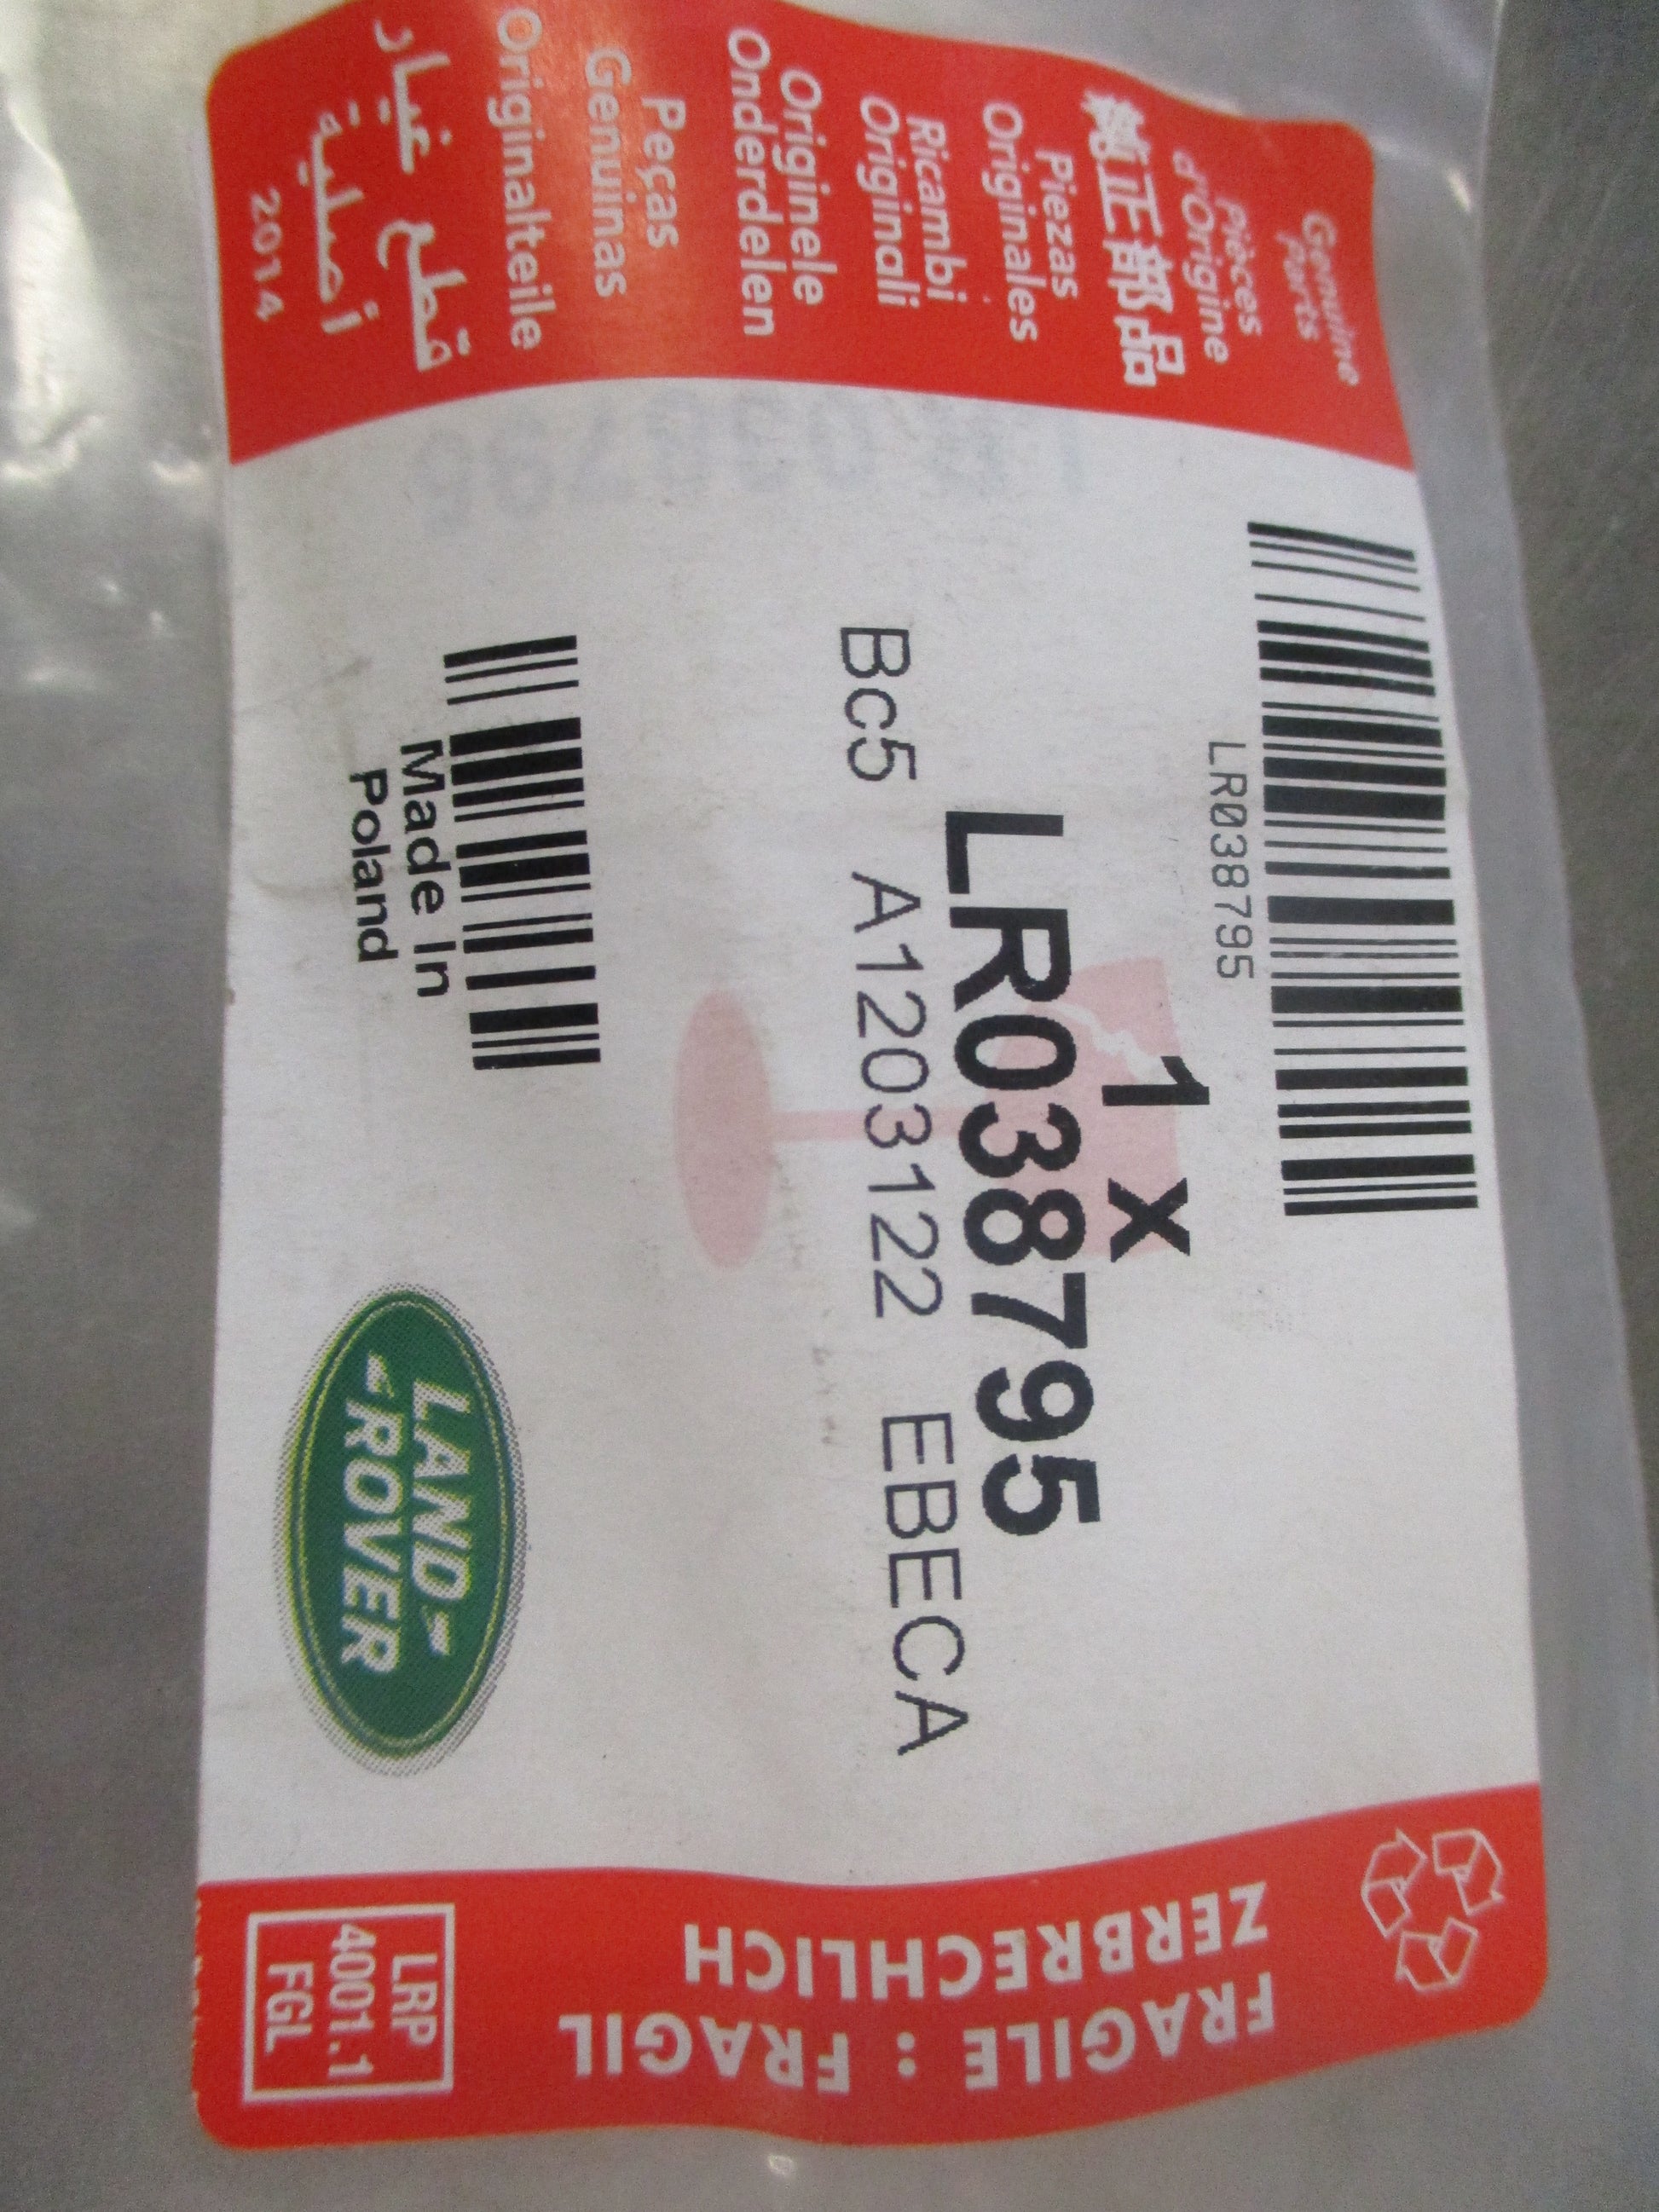 Genuine
Parts
Pièces
d'Origine
純正部品
Piezas
Originales
Ricambi
Originali
Originele
Onderdelen
Peças
Genuinas
Originalteile
قطع غيار
أصلية
2014
LR038795
1 x
LR038795
Bc5 A1203122 EBECA
Made In
Poland
LAND
ROVER
FRAGILE : FRAGIL
ZERBRECHLICH
LRP
4001.1
FGL